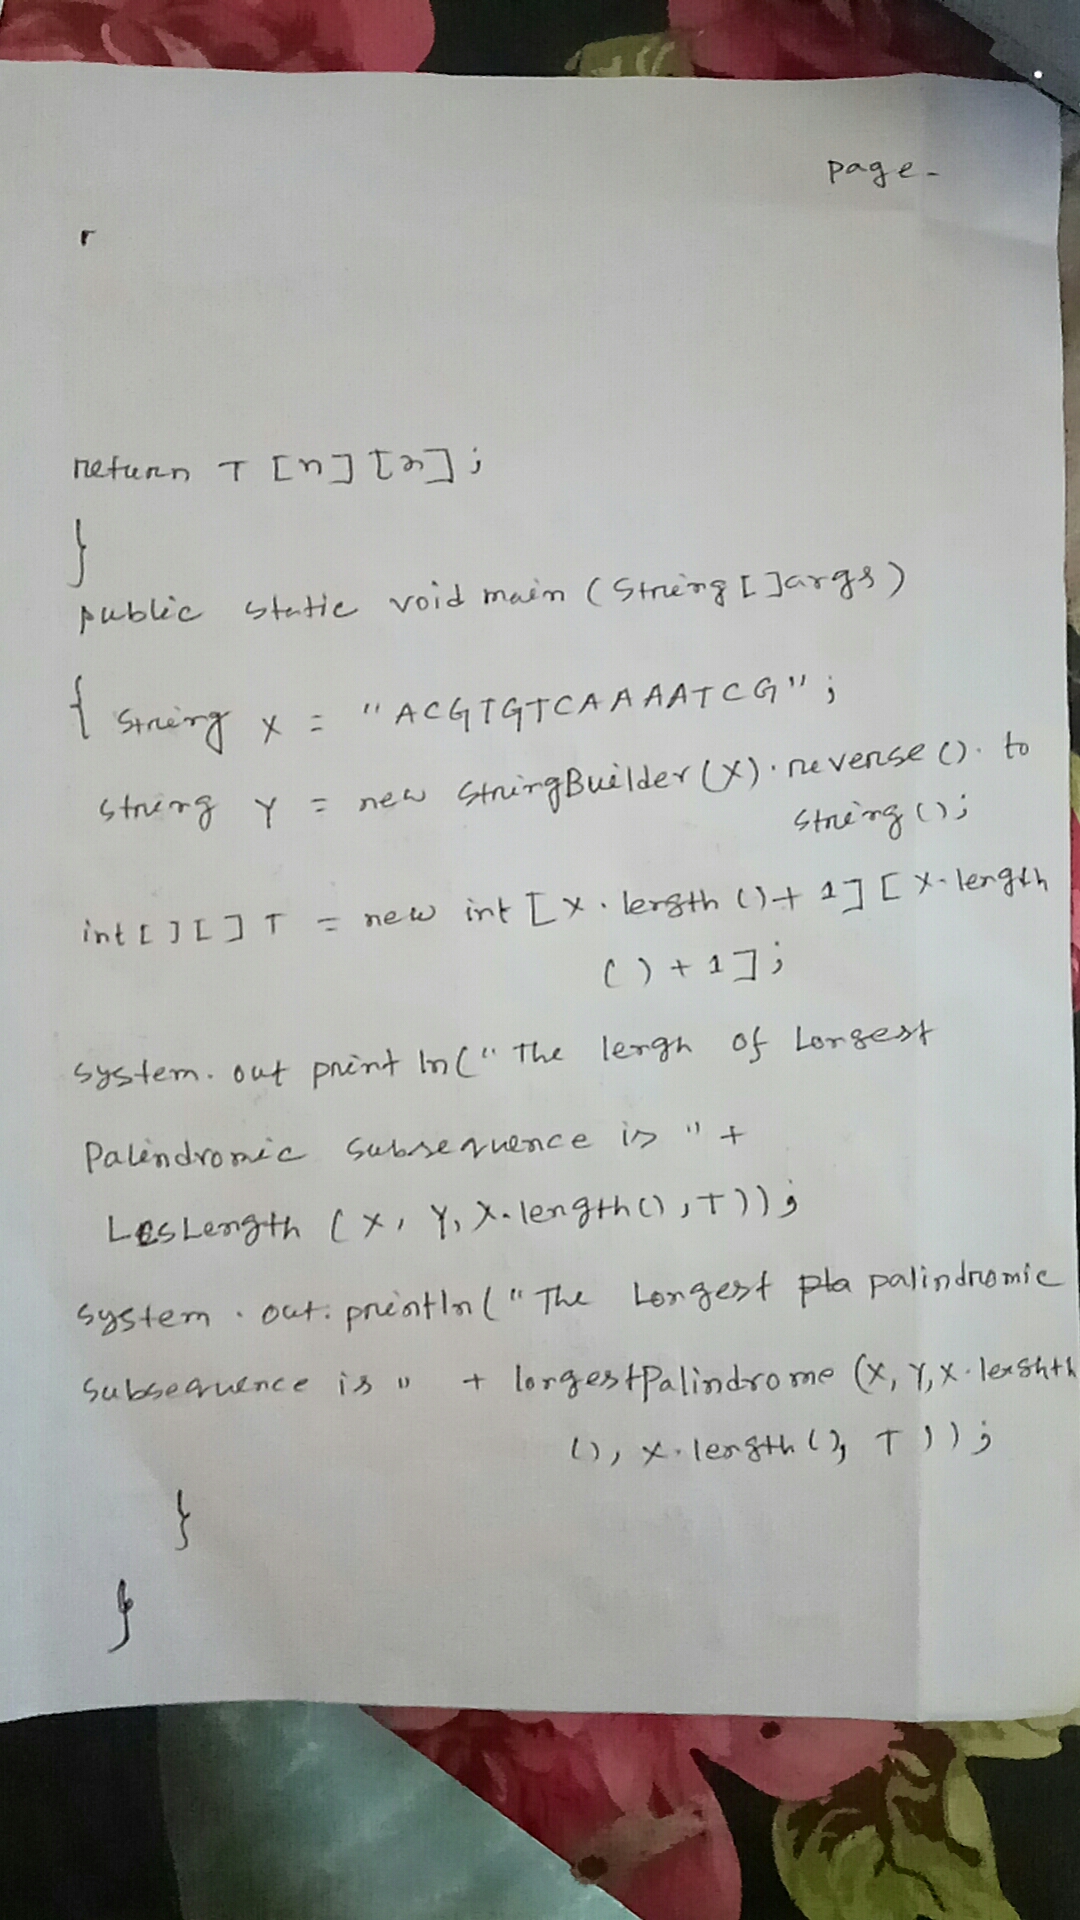 page-
r
return T [n][n];
}
public static void main (String []args)
{ String X = "ACGTGTCAAAATCG";
string Y = new StringBuilder(X).reverse(). to
string();
int[][] T = new int [X.length()+1][X.length
()+1];
system.out print ln("The lengh of Longest
Palindromic subsequence is " +
LcsLength (X, Y, X.length(),T));
system.out.println("The Longest pla palindromic
subsequence is " + longestPalindrome (X, Y, X.length
(), X.length(), T ));
}
}